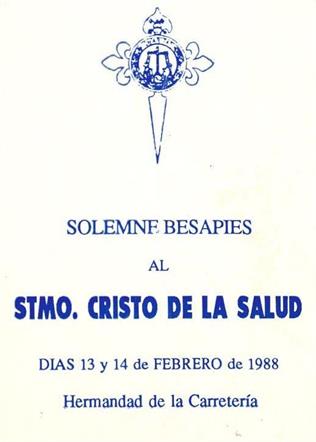 SOLEMNE BESAPIES
AL
STMO. CRISTO DE LA SALUD
DIAS 13 y 14 de FEBRERO de 1988
Hermandad de la Carretería